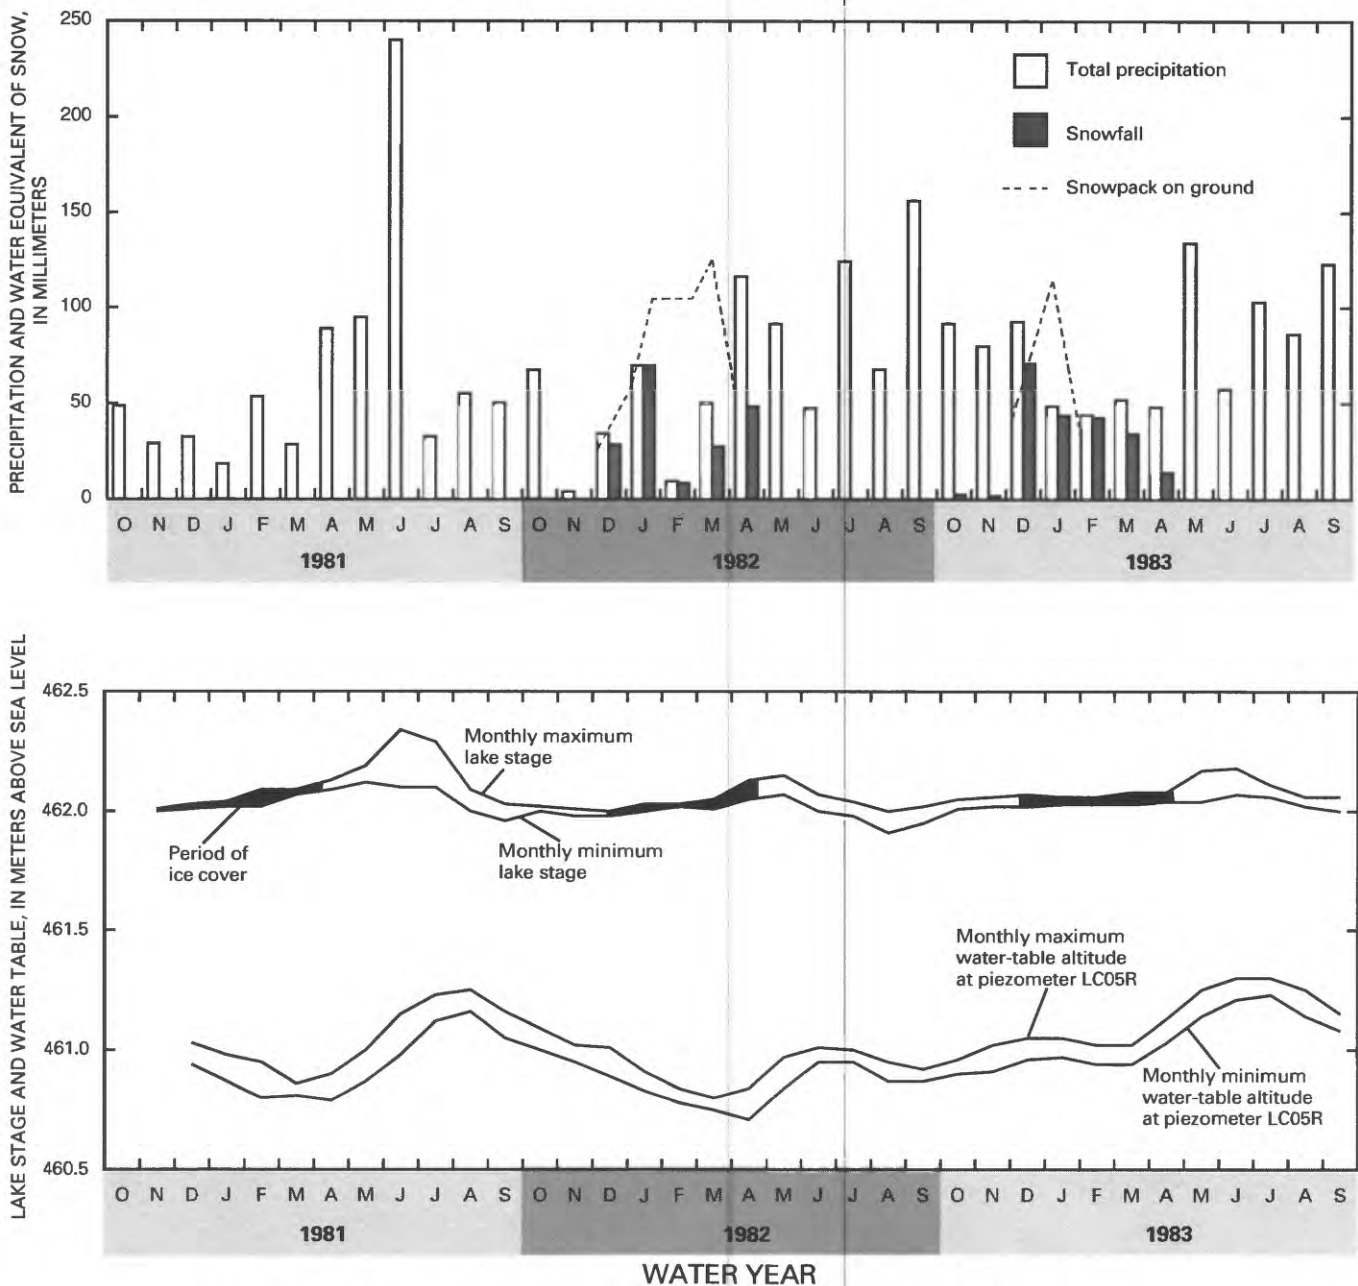 PRECIPITATION AND WATER EQUIVALENT OF SNOW,
IN MILLIMETERS
250
200
150
100
50
0
Total precipitation
Snowfall
Snowpack on ground
O N D J F M A M J J A S O N D J F M A M J J A S O N D J F M A M J J A S
1981 1982 1983
LAKE STAGE AND WATER TABLE, IN METERS ABOVE SEA LEVEL
462.5
462.0
461.5
461.0
460.5
Monthly maximum
lake stage
Period of
ice cover
Monthly minimum
lake stage
Monthly maximum
water-table altitude
at piezometer LC05R
Monthly minimum
water-table altitude
at piezometer LC05R
O N D J F M A M J J A S O N D J F M A M J J A S O N D J F M A M J J A S
1981 1982 1983
WATER YEAR